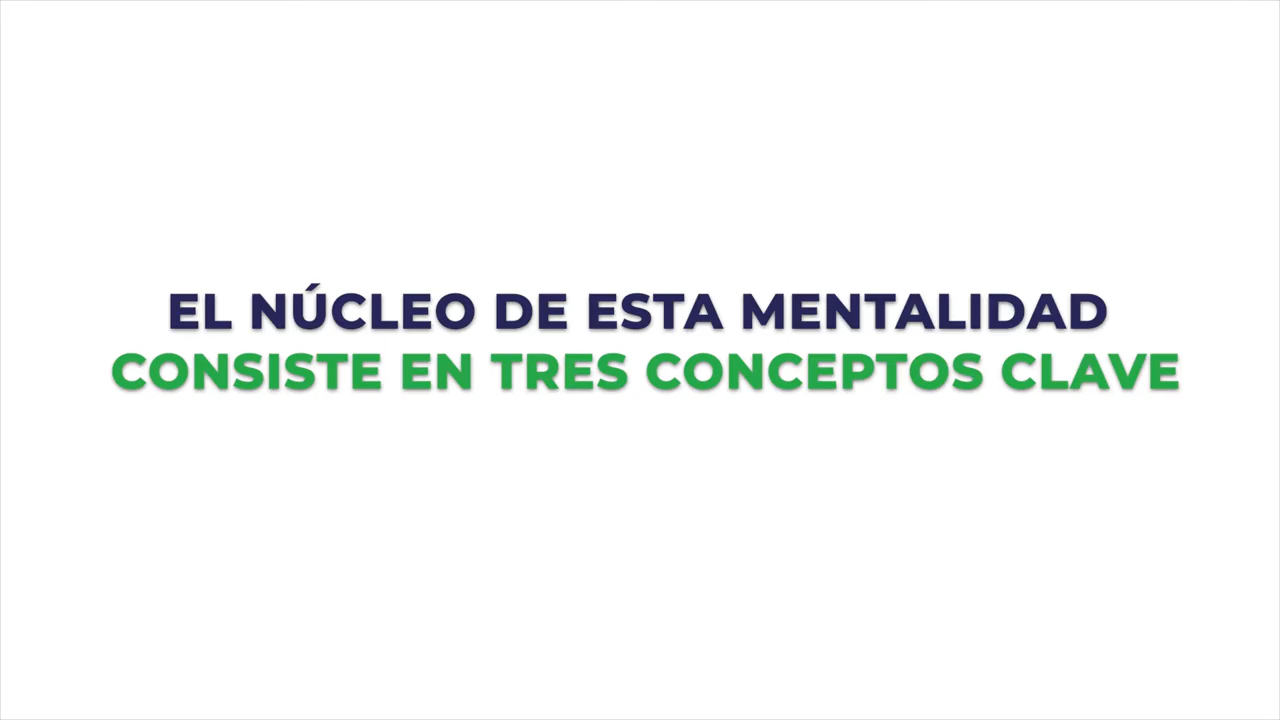 EL NÚCLEO DE ESTA MENTALIDAD
CONSISTE EN TRES CONCEPTOS CLAVE